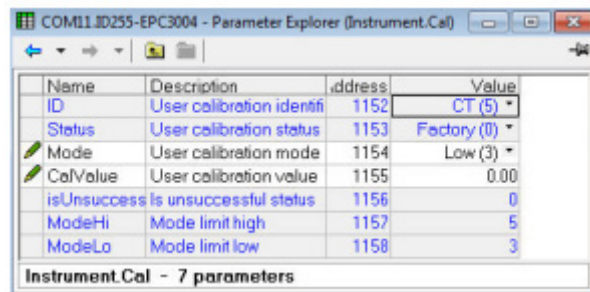 COM11.ID255-EPC3004 - Parameter Explorer (Instrument.Cal)
Name Description ddress Value
ID User calibration identifi 1152 CT (5)
Status User calibration status 1153 Factory (0)
Mode User calibration mode 1154 Low (3)
CalValue User calibration value 1155 0.00
isUnsuccess Is unsuccessful status 1156 0
ModeHi Mode limit high 1157 5
ModeLo Mode limit low 1158 3
Instrument.Cal - 7 parameters